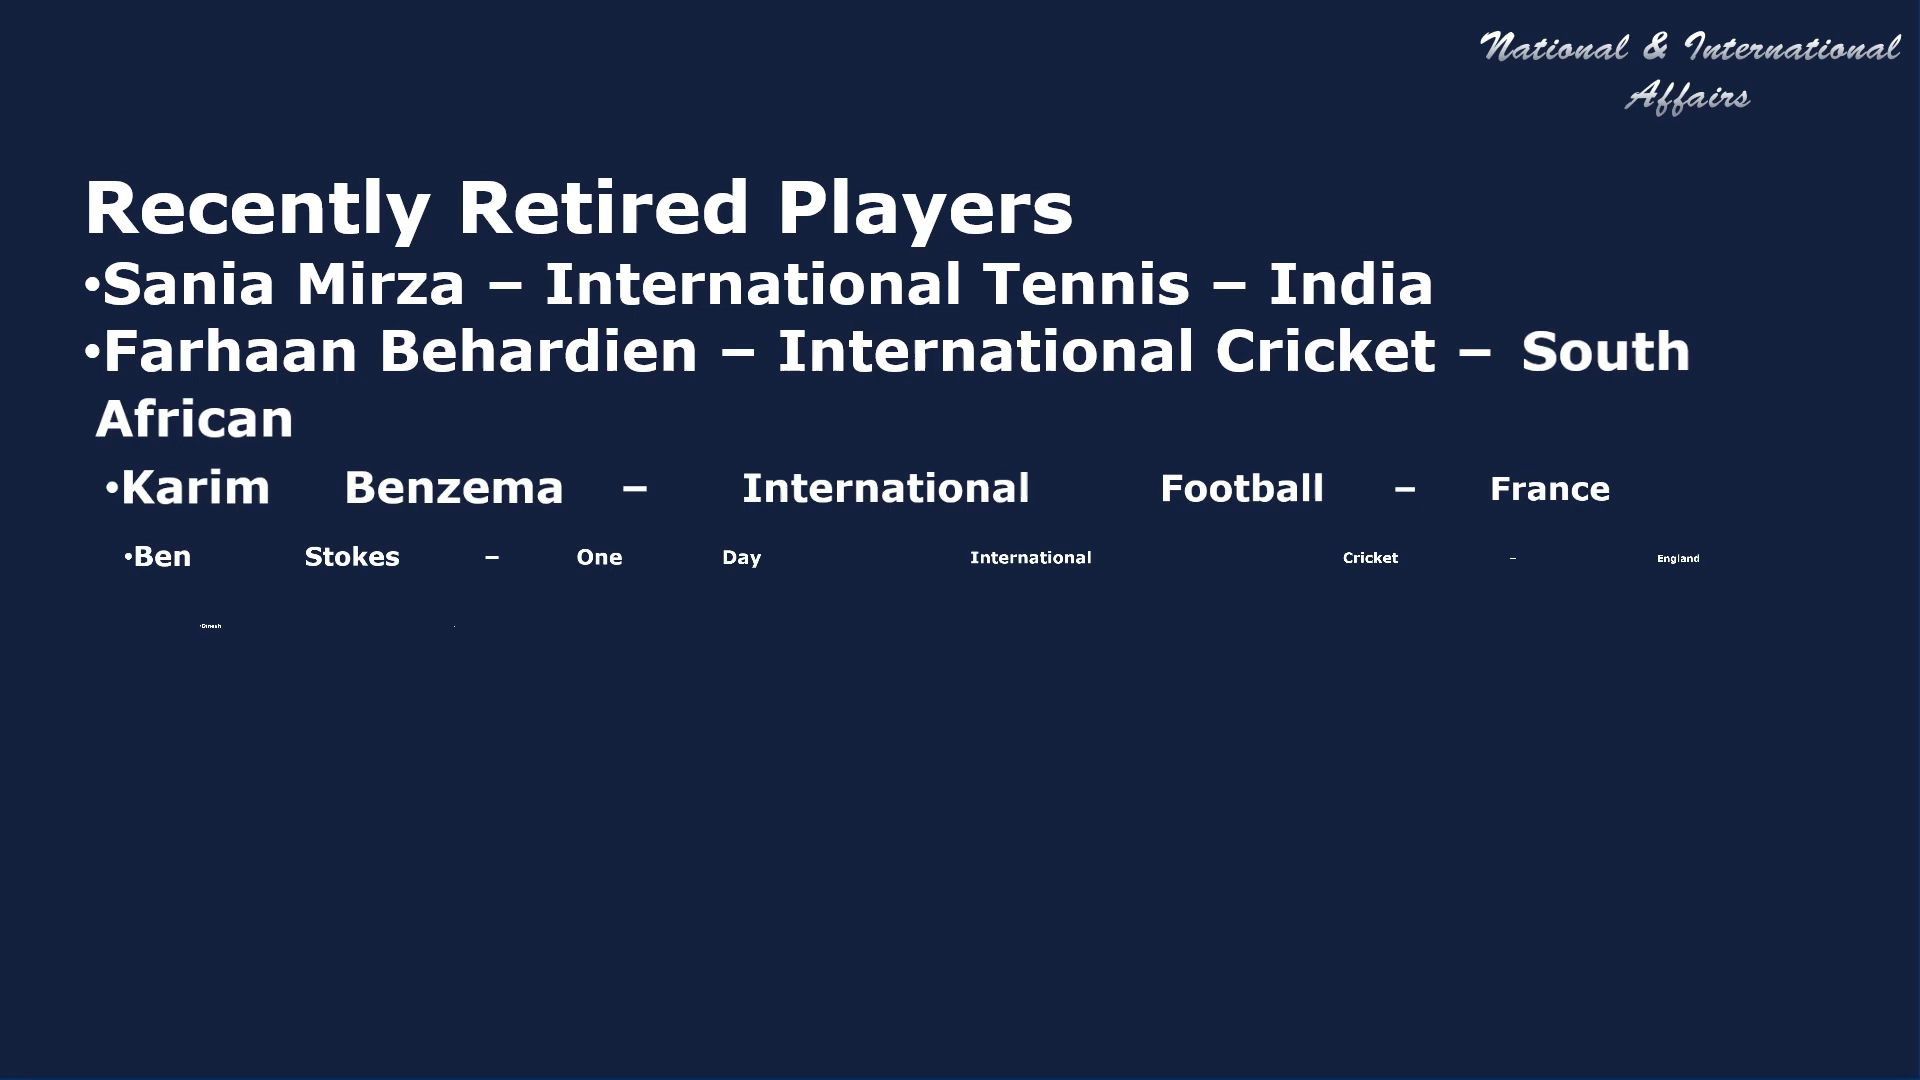 National & International
Affairs
Recently Retired Players
•Sania Mirza – International Tennis – India
•Farhaan Behardien – International Cricket – South
African
•Karim Benzema – International Football – France
•Ben Stokes – One Day International Cricket – England
•Dinesh